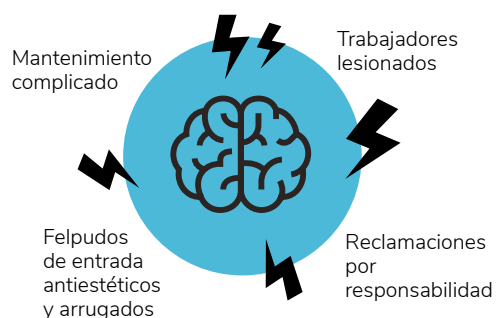 Mantenimiento
complicado
Trabajadores
lesionados
Felpudos
de entrada
antiestéticos
y arrugados
Reclamaciones
por
responsabilidad